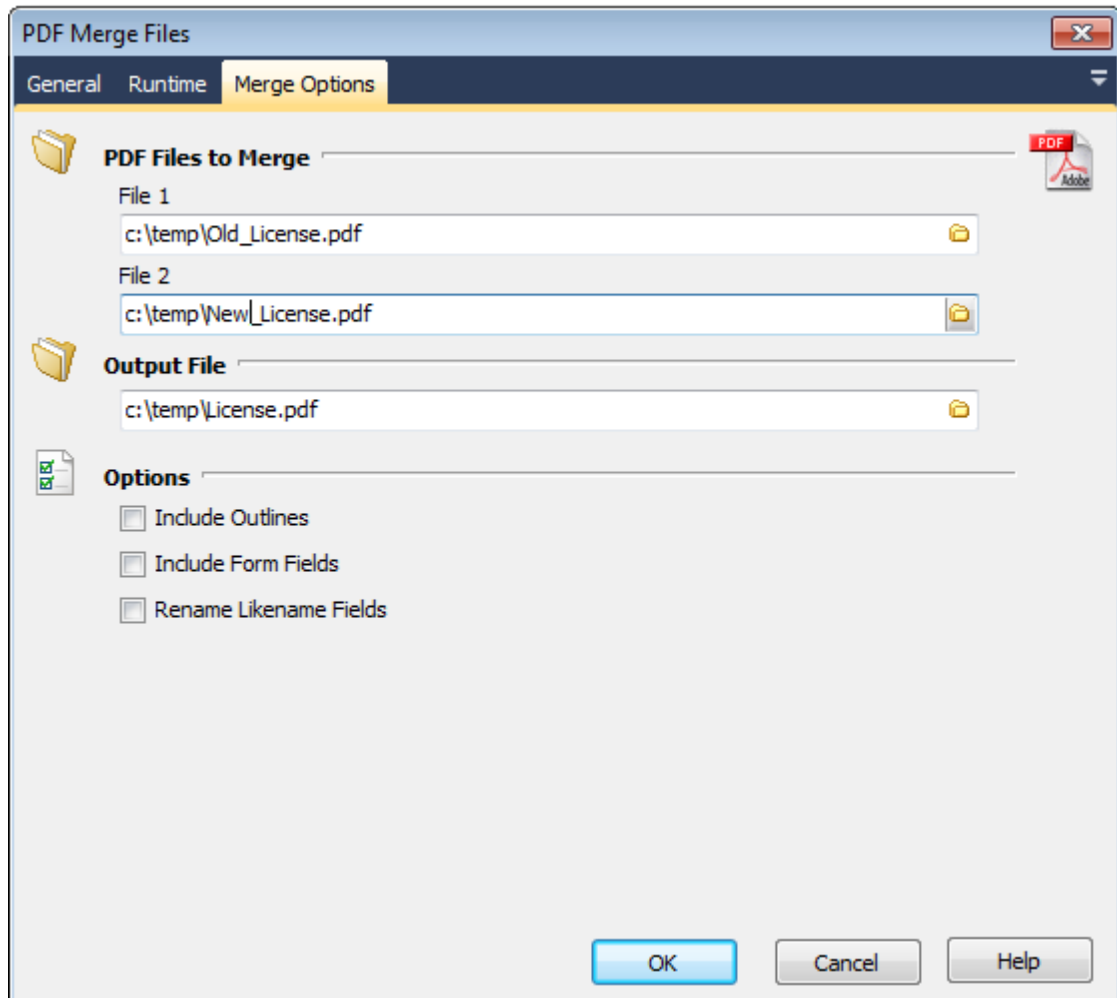 PDF Merge Files
General Runtime Merge Options
PDF Files to Merge
PDF
Adobe
File 1
c:\temp\Old_License.pdf
File 2
c:\temp\New_License.pdf
Output File
c:\temp\License.pdf
Options
Include Outlines
Include Form Fields
Rename Likename Fields
OK Cancel Help